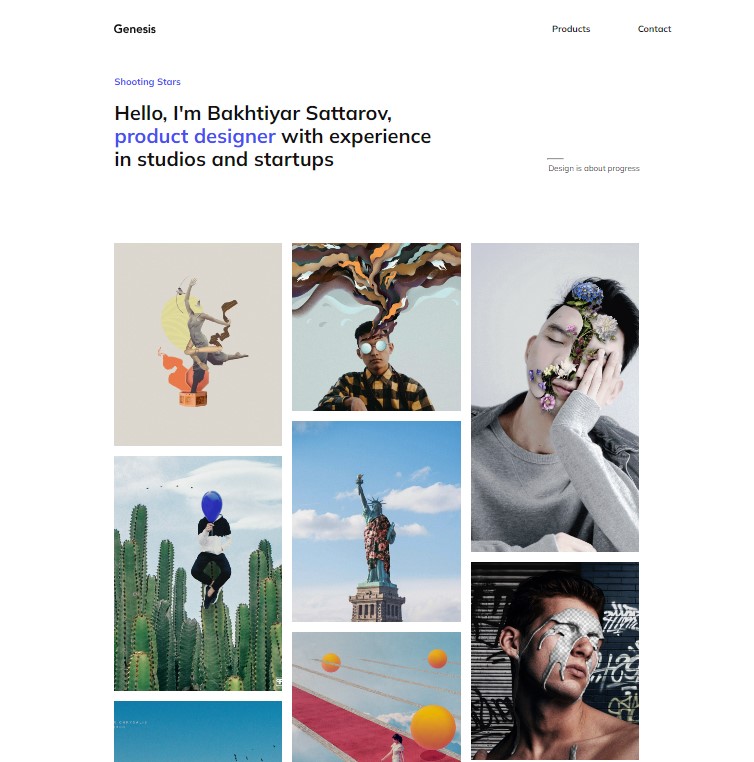 Genesis
Products
Contact
Shooting Stars
Hello, I'm Bakhtiyar Sattarov,
product designer with experience
in studios and startups
Design is about progress